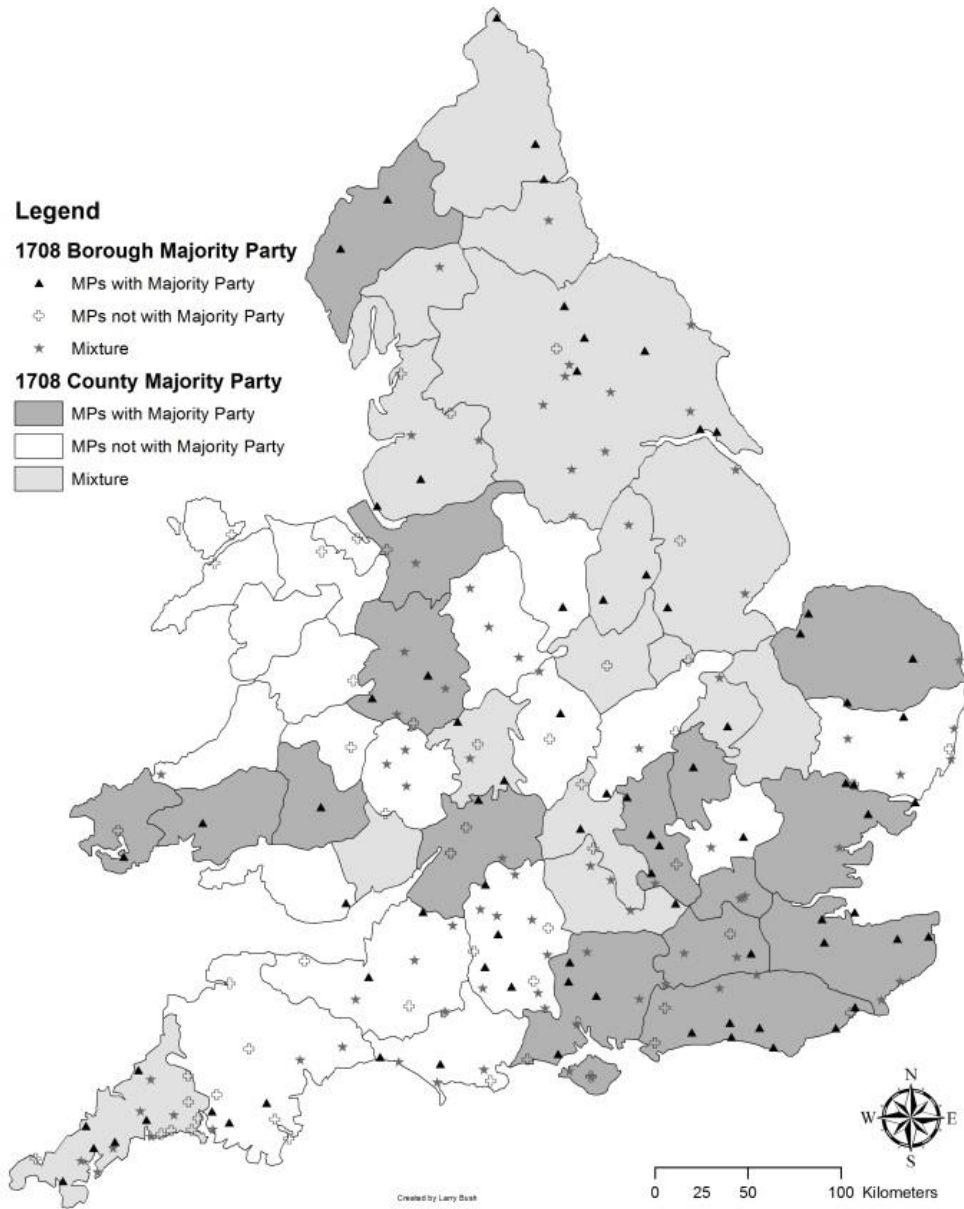 Legend
1708 Borough Majority Party
MPs with Majority Party
MPs not with Majority Party
Mixture
1708 County Majority Party
MPs with Majority Party
MPs not with Majority Party
Mixture
N
W E
S
0 25 50 100 Kilometers
Created by Larry Bush